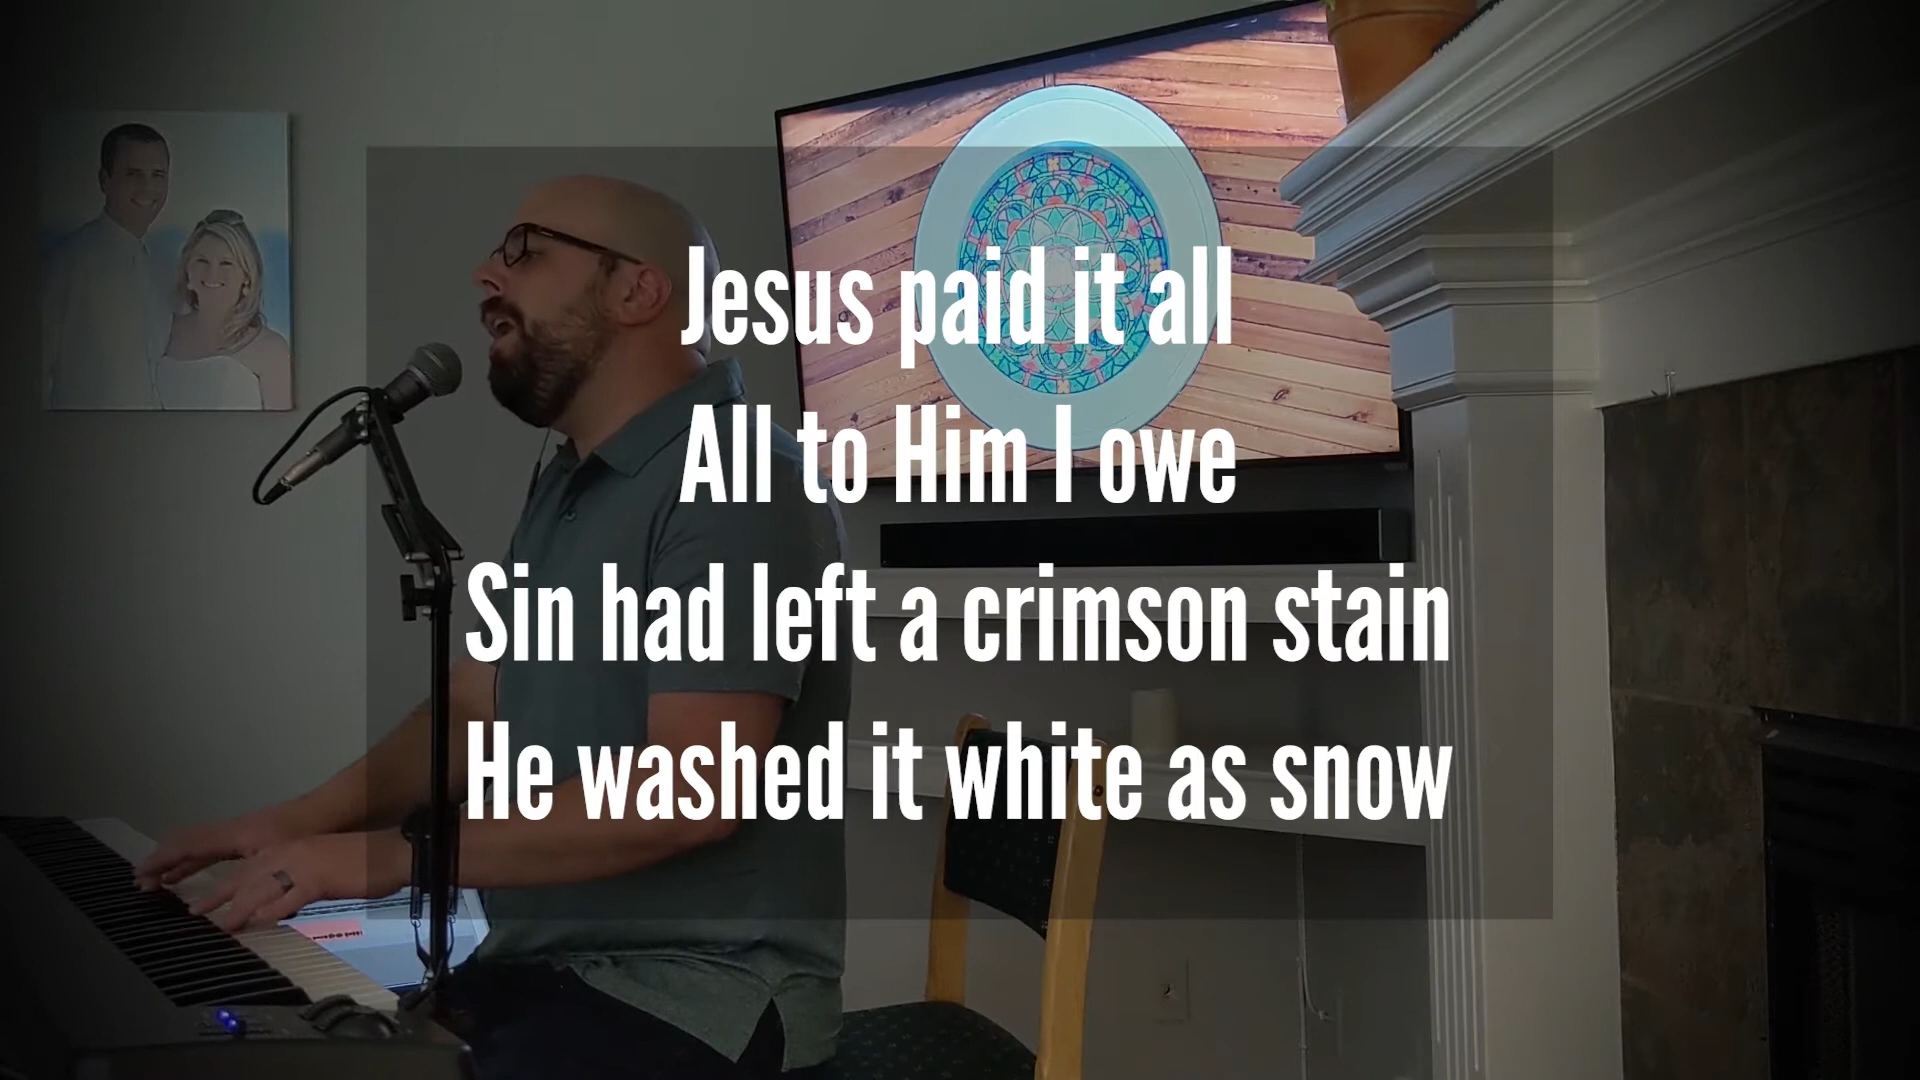 Jesus paid it all
All to Him I owe
Sin had left a crimson stain
He washed it white as snow